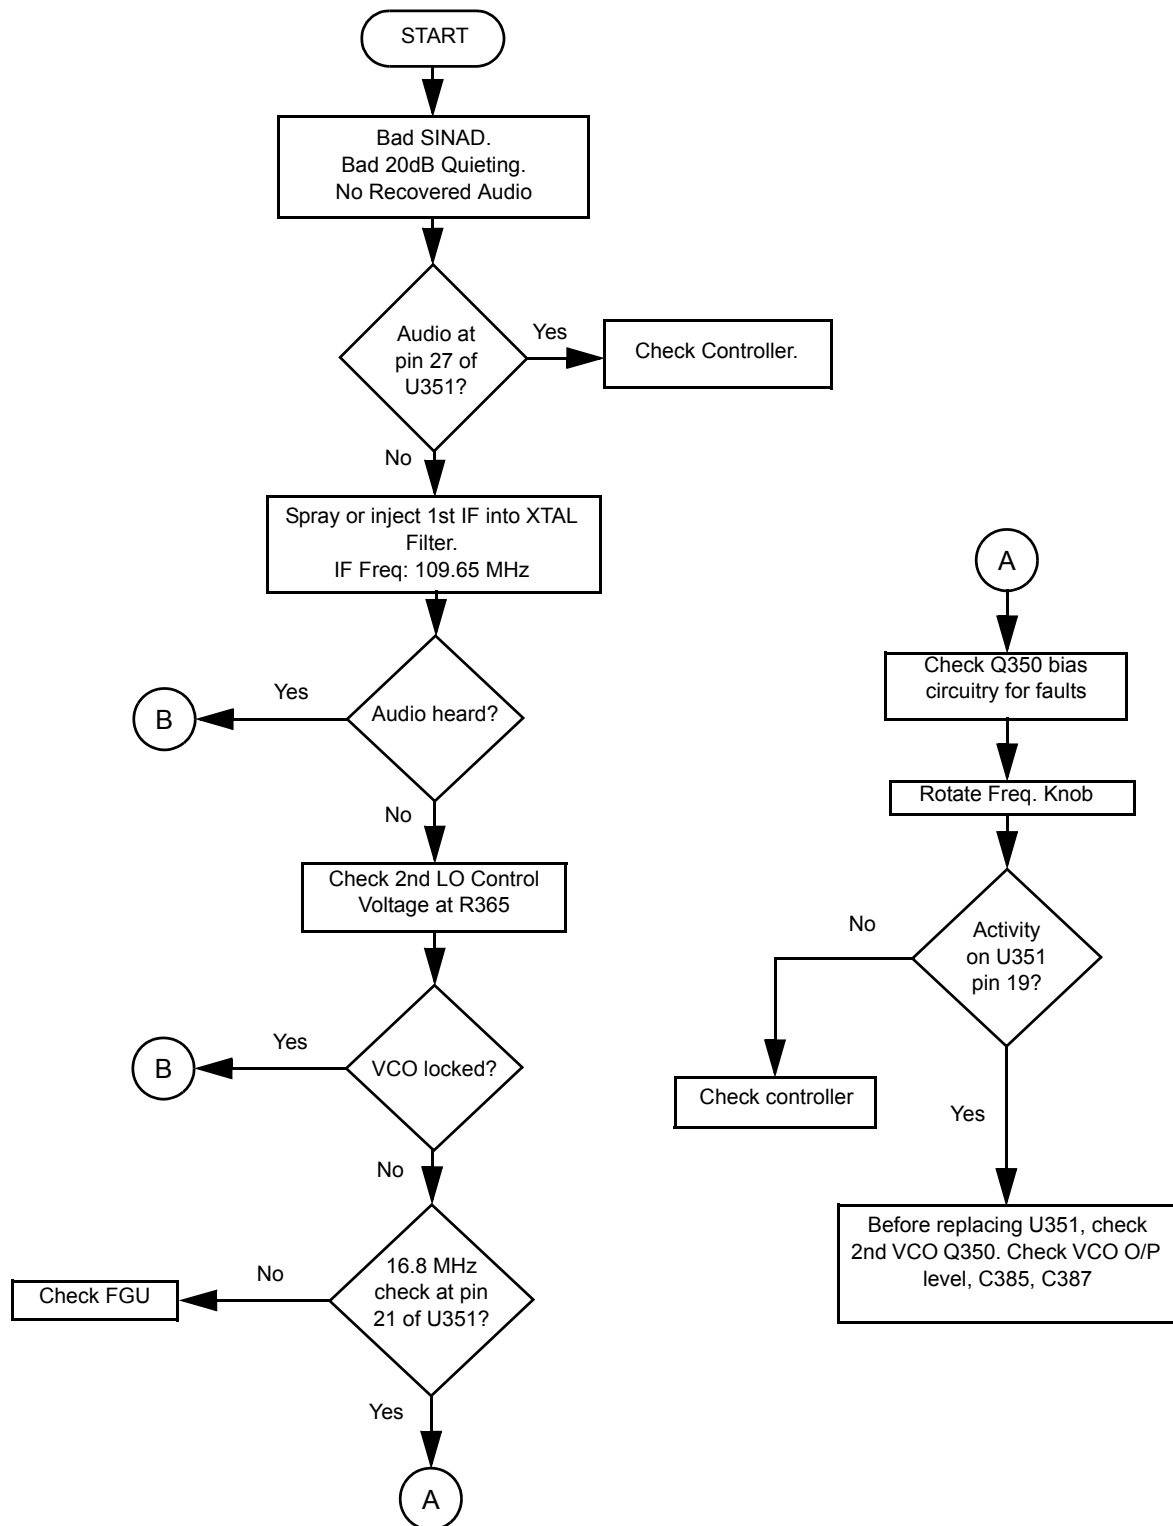 START
Bad SINAD.
Bad 20dB Quieting.
No Recovered Audio
Audio at
pin 27 of
U351?
Yes
Check Controller.
No
Spray or inject 1st IF into XTAL
Filter.
IF Freq: 109.65 MHz
Audio heard?
Yes
B
No
Check 2nd LO Control
Voltage at R365
VCO locked?
Yes
B
No
16.8 MHz
check at pin
21 of U351?
No
Check FGU
Yes
A
A
Check Q350 bias
circuitry for faults
Rotate Freq. Knob
Activity
on U351
pin 19?
No
Check controller
Yes
Before replacing U351, check
2nd VCO Q350. Check VCO O/P
level, C385, C387